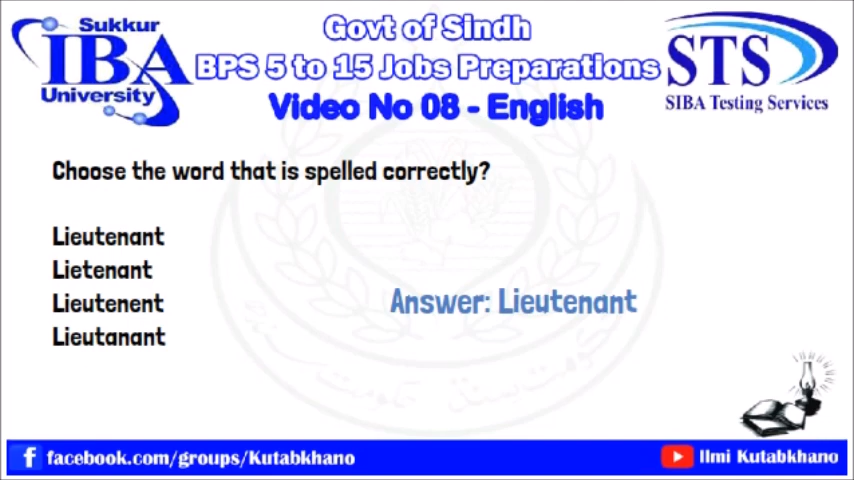 Sukkur
IBA
University
Govt of Sindh
BPS 5 to 15 Jobs Preparations
Video No 08 - English
STS
SIBA Testing Services
Choose the word that is spelled correctly?
Lieutenant
Lietenant
Lieutenent
Lieutanant
Answer: Lieutenant
facebook.com/groups/Kutabkhano
Ilmi Kutabkhano